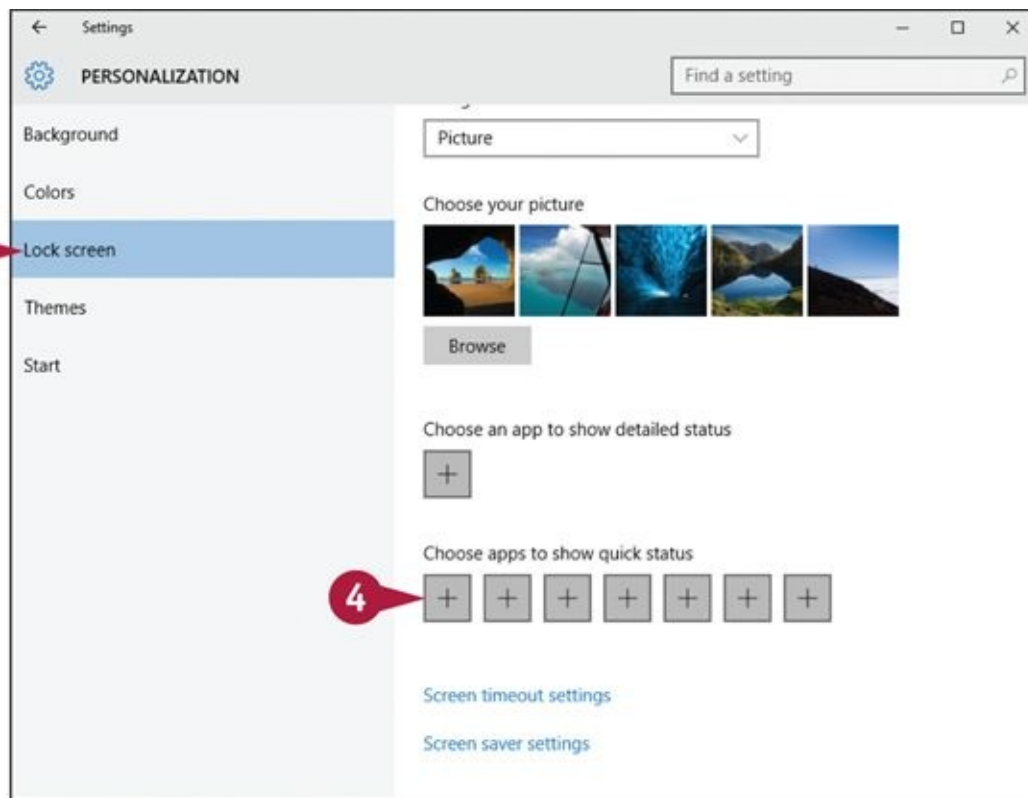 Settings
PERSONALIZATION
Find a setting
Background
Colors
Lock screen
Themes
Start
Picture
Choose your picture
Browse
Choose an app to show detailed status
Choose apps to show quick status
4
Screen timeout settings
Screen saver settings